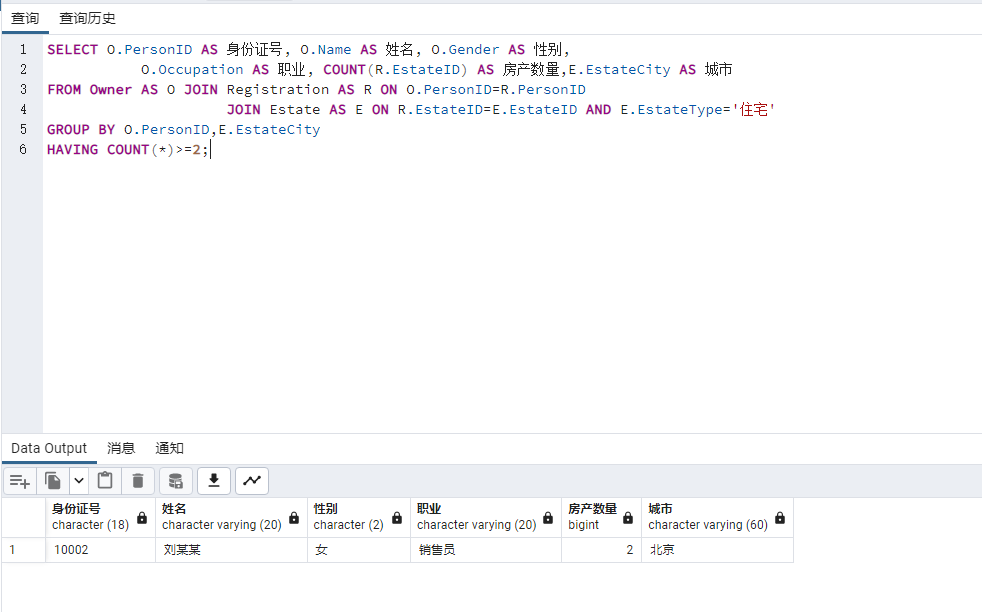 查询 查询历史
1 SELECT O.PersonID AS 身份证号, O.Name AS 姓名, O.Gender AS 性别,
2 O.Occupation AS 职业, COUNT(R.EstateID) AS 房产数量,E.EstateCity AS 城市
3 FROM Owner AS O JOIN Registration AS R ON O.PersonID=R.PersonID
4 JOIN Estate AS E ON R.EstateID=E.EstateID AND E.EstateType='住宅'
5 GROUP BY O.PersonID,E.EstateCity
6 HAVING COUNT(*)>=2;
Data Output 消息 通知
身份证号 姓名 性别 职业 房产数量 城市
character (18) character varying (20) character (2) character varying (20) bigint character varying (60)
1 10002 刘某某 女 销售员 2 北京